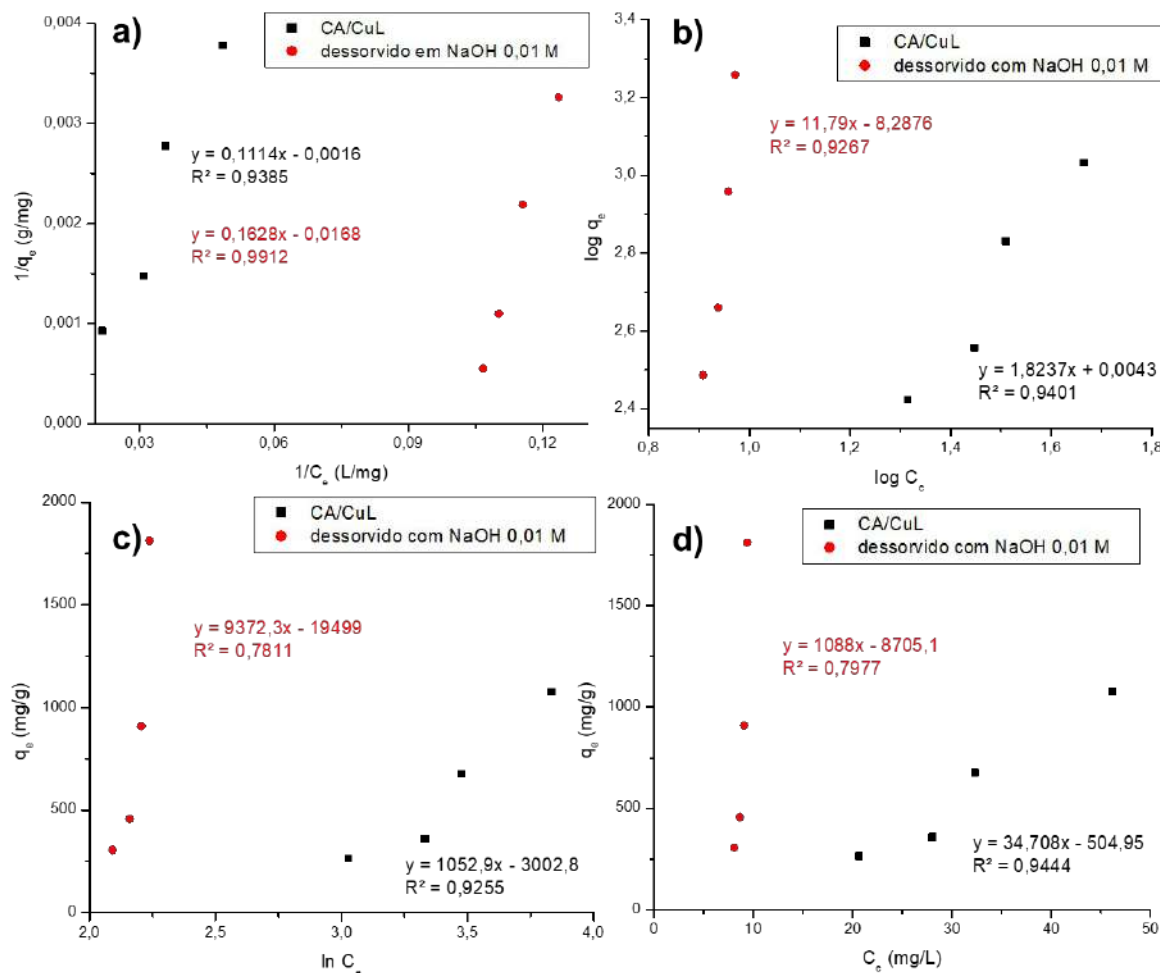 a)
CA/CuL
dessorvido em NaOH 0,01 M
y = 0,1114x - 0,0016
R² = 0,9385
y = 0,1628x - 0,0168
R² = 0,9912
0,004
0,003
0,002
0,001
0,000
1/qe (g/mg)
0,03 0,06 0,09 0,12
1/Ce (L/mg)
b)
CA/CuL
dessorvido com NaOH 0,01 M
y = 11,79x - 8,2876
R² = 0,9267
y = 1,8237x + 0,0043
R² = 0,9401
3,4
3,2
3,0
2,8
2,6
2,4
log qe
0,8 1,0 1,2 1,4 1,6 1,8
log Ce
c)
CA/CuL
dessorvido com NaOH 0,01 M
y = 9372,3x - 19499
R² = 0,7811
y = 1052,9x - 3002,8
R² = 0,9255
2000
1500
1000
500
0
qe (mg/g)
2,0 2,5 3,0 3,5 4,0
ln Ce
d)
CA/CuL
dessorvido com NaOH 0,01 M
y = 1088x - 8705,1
R² = 0,7977
y = 34,708x - 504,95
R² = 0,9444
2000
1500
1000
500
0
qe (mg/g)
0 10 20 30 40 50
Ce (mg/L)